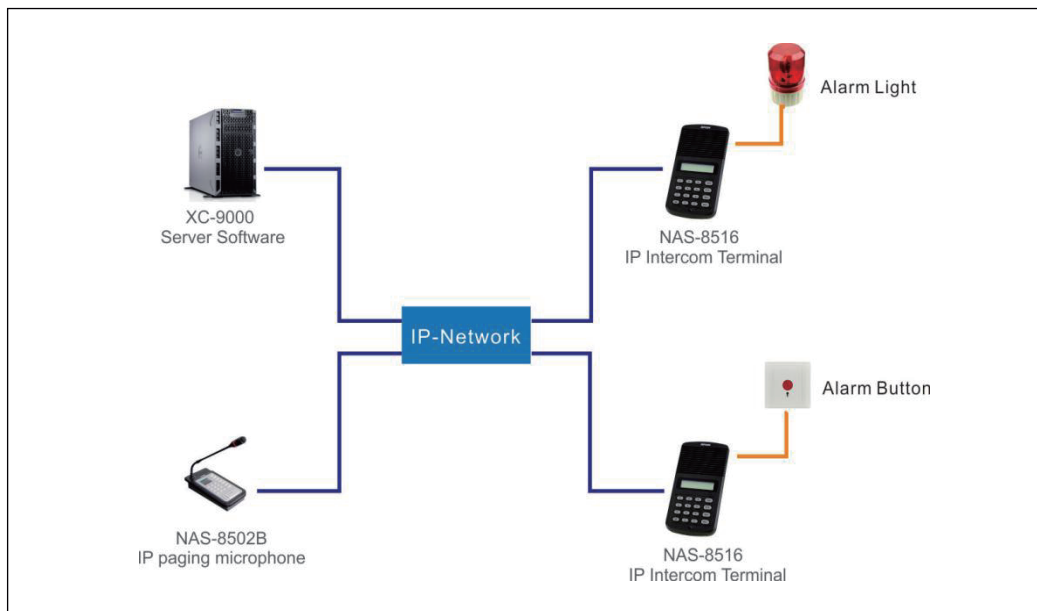 Alarm Light
XC-9000
Server Software
NAS-8516
IP Intercom Terminal
IP-Network
Alarm Button
NAS-8502B
IP paging microphone
NAS-8516
IP Intercom Terminal